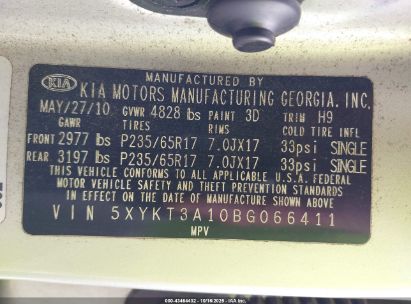 MANUFACTURED BY
KIA KIA MOTORS MANUFACTURING GEORGIA, INC.
MAY/27/10 GVWR 4828 lbs PAINT 3D TRIM H9
GAWR TIRES RIMS COLD TIRE INFL
FRONT 2977 lbs P235/65R17 7.0JX17 33psi SINGLE
REAR 3197 lbs P235/65R17 7.0JX17 33psi SINGLE
THIS VEHICLE CONFORMS TO ALL APPLICABLE U.S.A. FEDERAL
MOTOR VEHICLE SAFETY AND THEFT PREVENTION STANDARDS
IN EFFECT ON THE DATE OF MANUFACTURE SHOWN ABOVE
VIN 5XYKT3A10BG066411
MPV